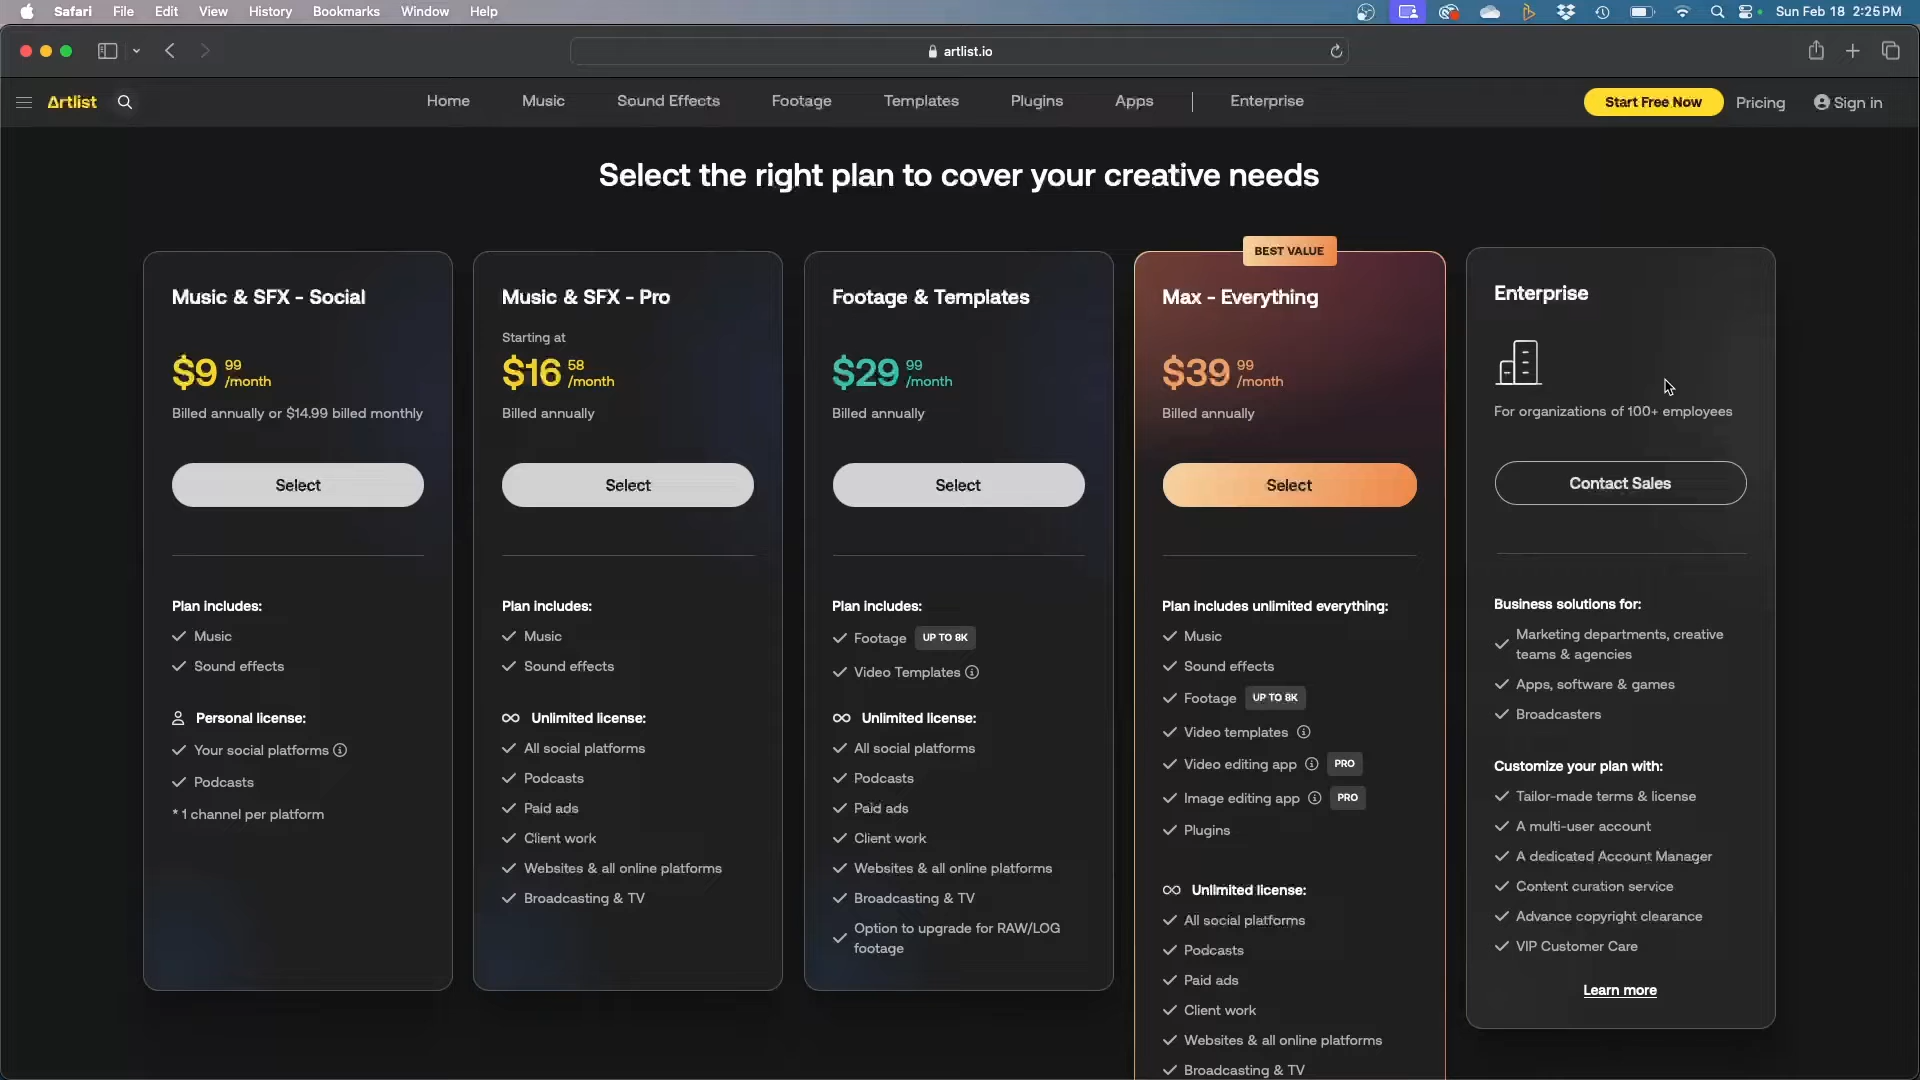 Safari File Edit View History Bookmarks Window Help Sun Feb 18 2:25 PM
artlist.io
Artlist Home Music Sound Effects Footage Templates Plugins Apps Enterprise Start Free Now Pricing Sign in
Select the right plan to cover your creative needs
Music & SFX - Social
$9 99 /month
Billed annually or $14.99 billed monthly
Select
Plan includes:
Music
Sound effects
Personal license:
Your social platforms
Podcasts
* 1 channel per platform
Music & SFX - Pro
Starting at
$16 58 /month
Billed annually
Select
Plan includes:
Music
Sound effects
Unlimited license:
All social platforms
Podcasts
Paid ads
Client work
Websites & all online platforms
Broadcasting & TV
Footage & Templates
$29 99 /month
Billed annually
Select
Plan includes:
Footage UP TO 8K
Video Templates
Unlimited license:
All social platforms
Podcasts
Paid ads
Client work
Websites & all online platforms
Broadcasting & TV
Option to upgrade for RAW/LOG
footage
BEST VALUE
Max - Everything
$39 99 /month
Billed annually
Select
Plan includes unlimited everything:
Music
Sound effects
Footage UP TO 8K
Video templates
Video editing app PRO
Image editing app PRO
Plugins
Unlimited license:
All social platforms
Podcasts
Paid ads
Client work
Websites & all online platforms
Broadcasting & TV
Enterprise
For organizations of 100+ employees
Contact Sales
Business solutions for:
Marketing departments, creative
teams & agencies
Apps, software & games
Broadcasters
Customize your plan with:
Tailor-made terms & license
A multi-user account
A dedicated Account Manager
Content curation service
Advance copyright clearance
VIP Customer Care
Learn more